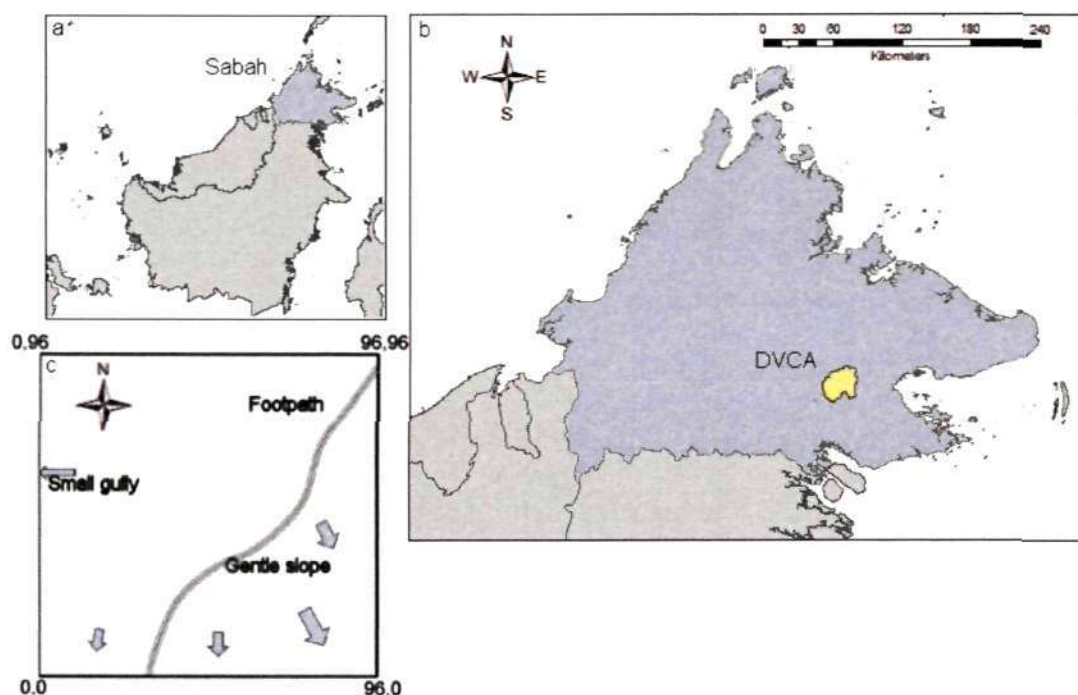 a
Sabah
b
0 30 60 120 180 240
Kilometers
N
W E
S
DVCA
0,96 96,96
c
N
Footpath
Small gully
Gentle slope
0.0 96.0